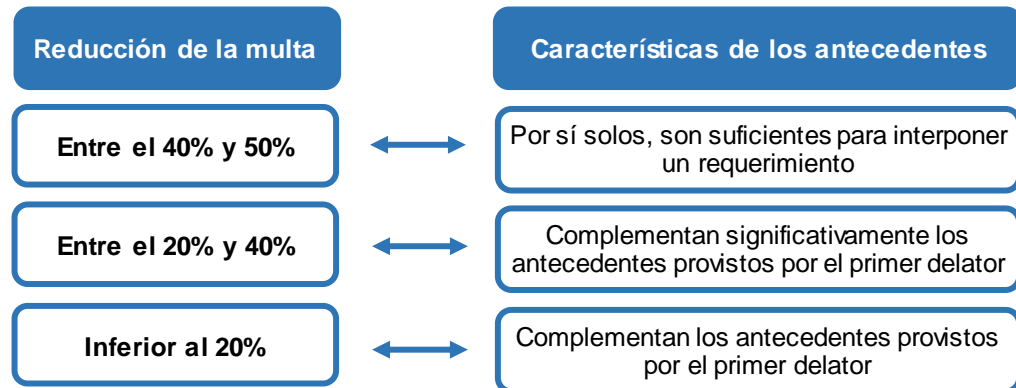 Reducción de la multa
Características de los antecedentes
Entre el 40% y 50%
Por sí solos, son suficientes para interponer
un requerimiento
Entre el 20% y 40%
Complementan significativamente los
antecedentes provistos por el primer delator
Inferior al 20%
Complementan los antecedentes provistos
por el primer delator